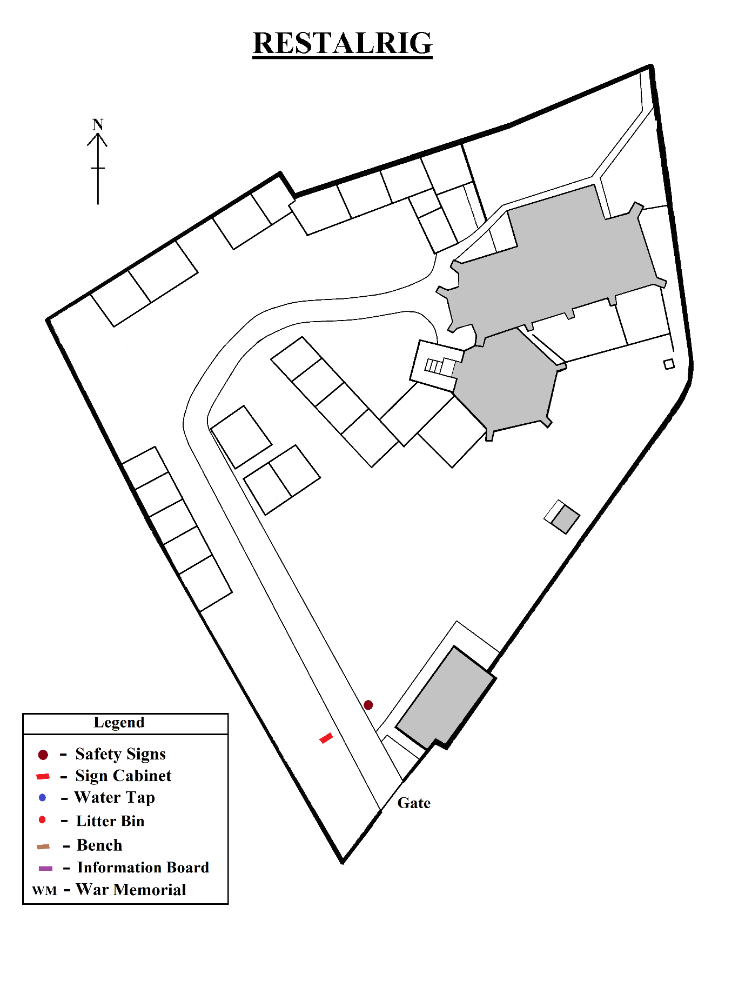 RESTALRIG
N
Gate
Legend
- Safety Signs
- Sign Cabinet
- Water Tap
- Litter Bin
- Bench
- Information Board
WM - War Memorial